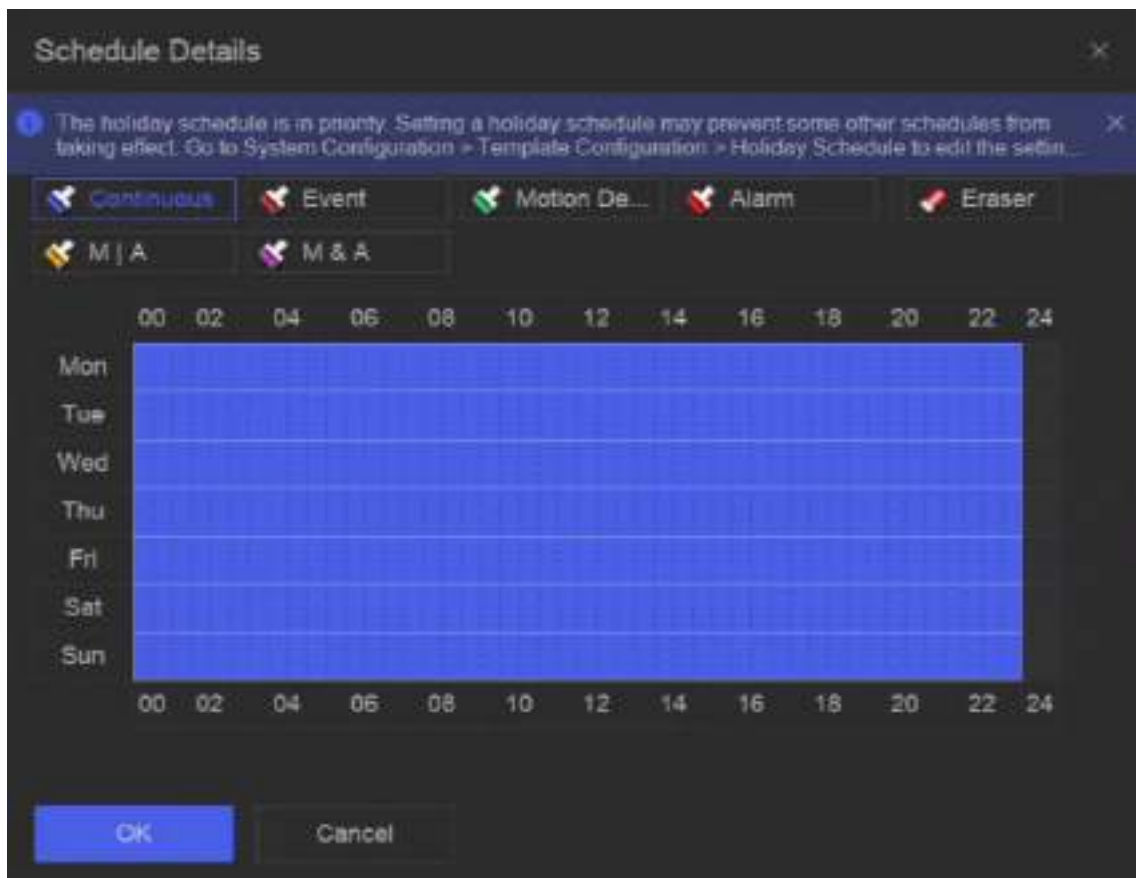 Schedule Details
The holiday schedule is in priority. Setting a holiday schedule may prevent some other schedules from
taking effect. Go to System Configuration > Template Configuration > Holiday Schedule to edit the settin...
Continuous Event Motion De... Alarm Eraser
M | A M & A
00 02 04 06 08 10 12 14 16 18 20 22 24
Mon
Tue
Wed
Thu
Fri
Sat
Sun
00 02 04 06 08 10 12 14 16 18 20 22 24
OK Cancel